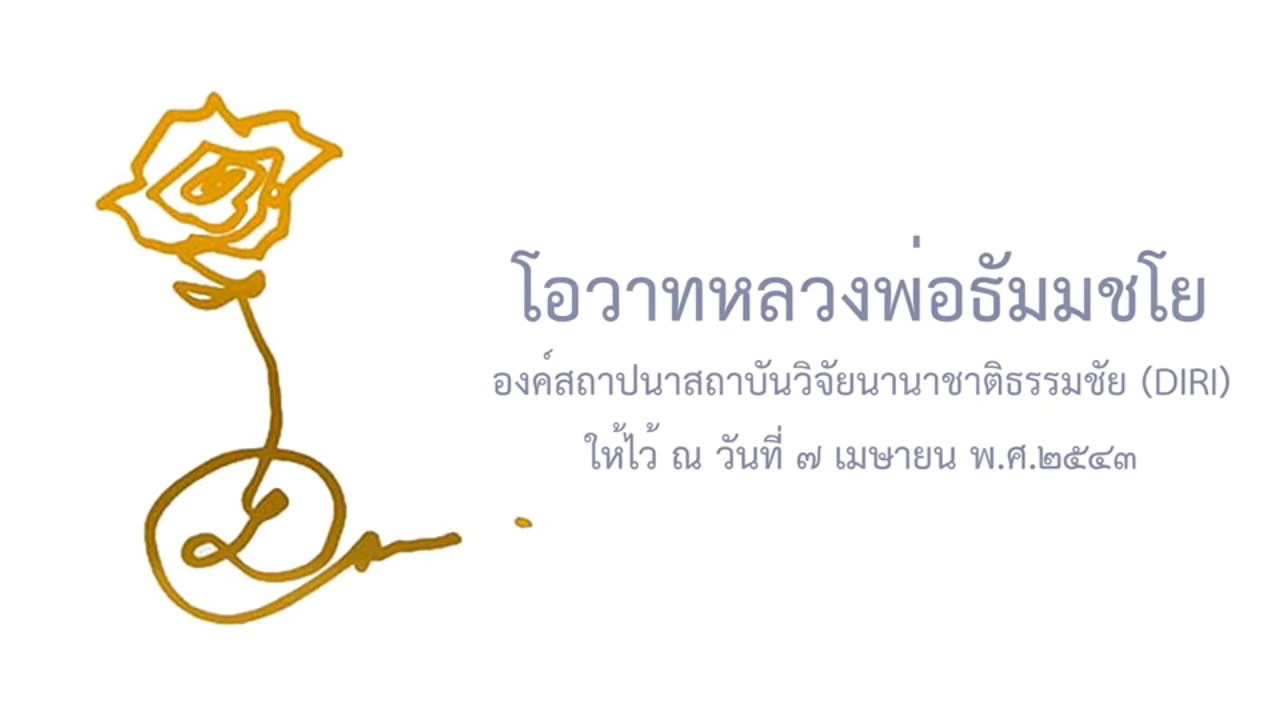 โอวาทหลวงพ่อธัมมชโย
องค์สถาปนาสถาบันวิจัยนานาชาติธรรมชัย (DIRI)
ให้ไว้ ณ วันที่ ๗ เมษายน พ.ศ.๒๕๔๓